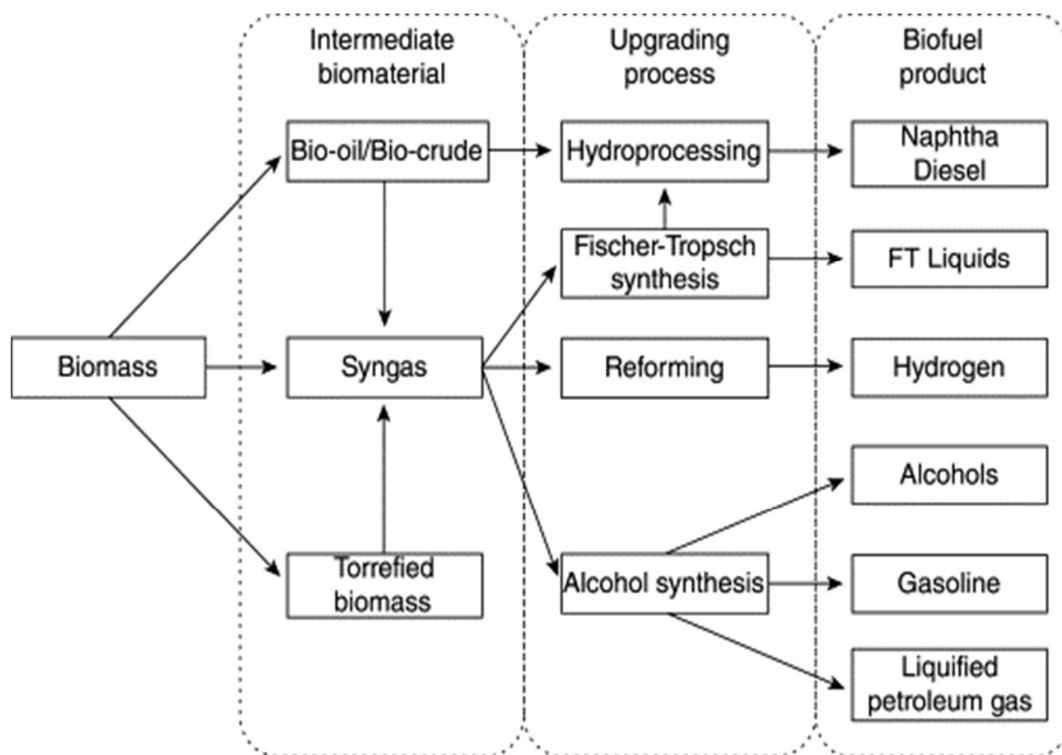 Intermediate
biomaterial
Upgrading
process
Biofuel
product
Bio-oil/Bio-crude
Hydroprocessing
Naphtha
Diesel
Fischer-Tropsch
synthesis
FT Liquids
Biomass
Syngas
Reforming
Hydrogen
Alcohols
Torrefied
biomass
Alcohol synthesis
Gasoline
Liquified
petroleum gas